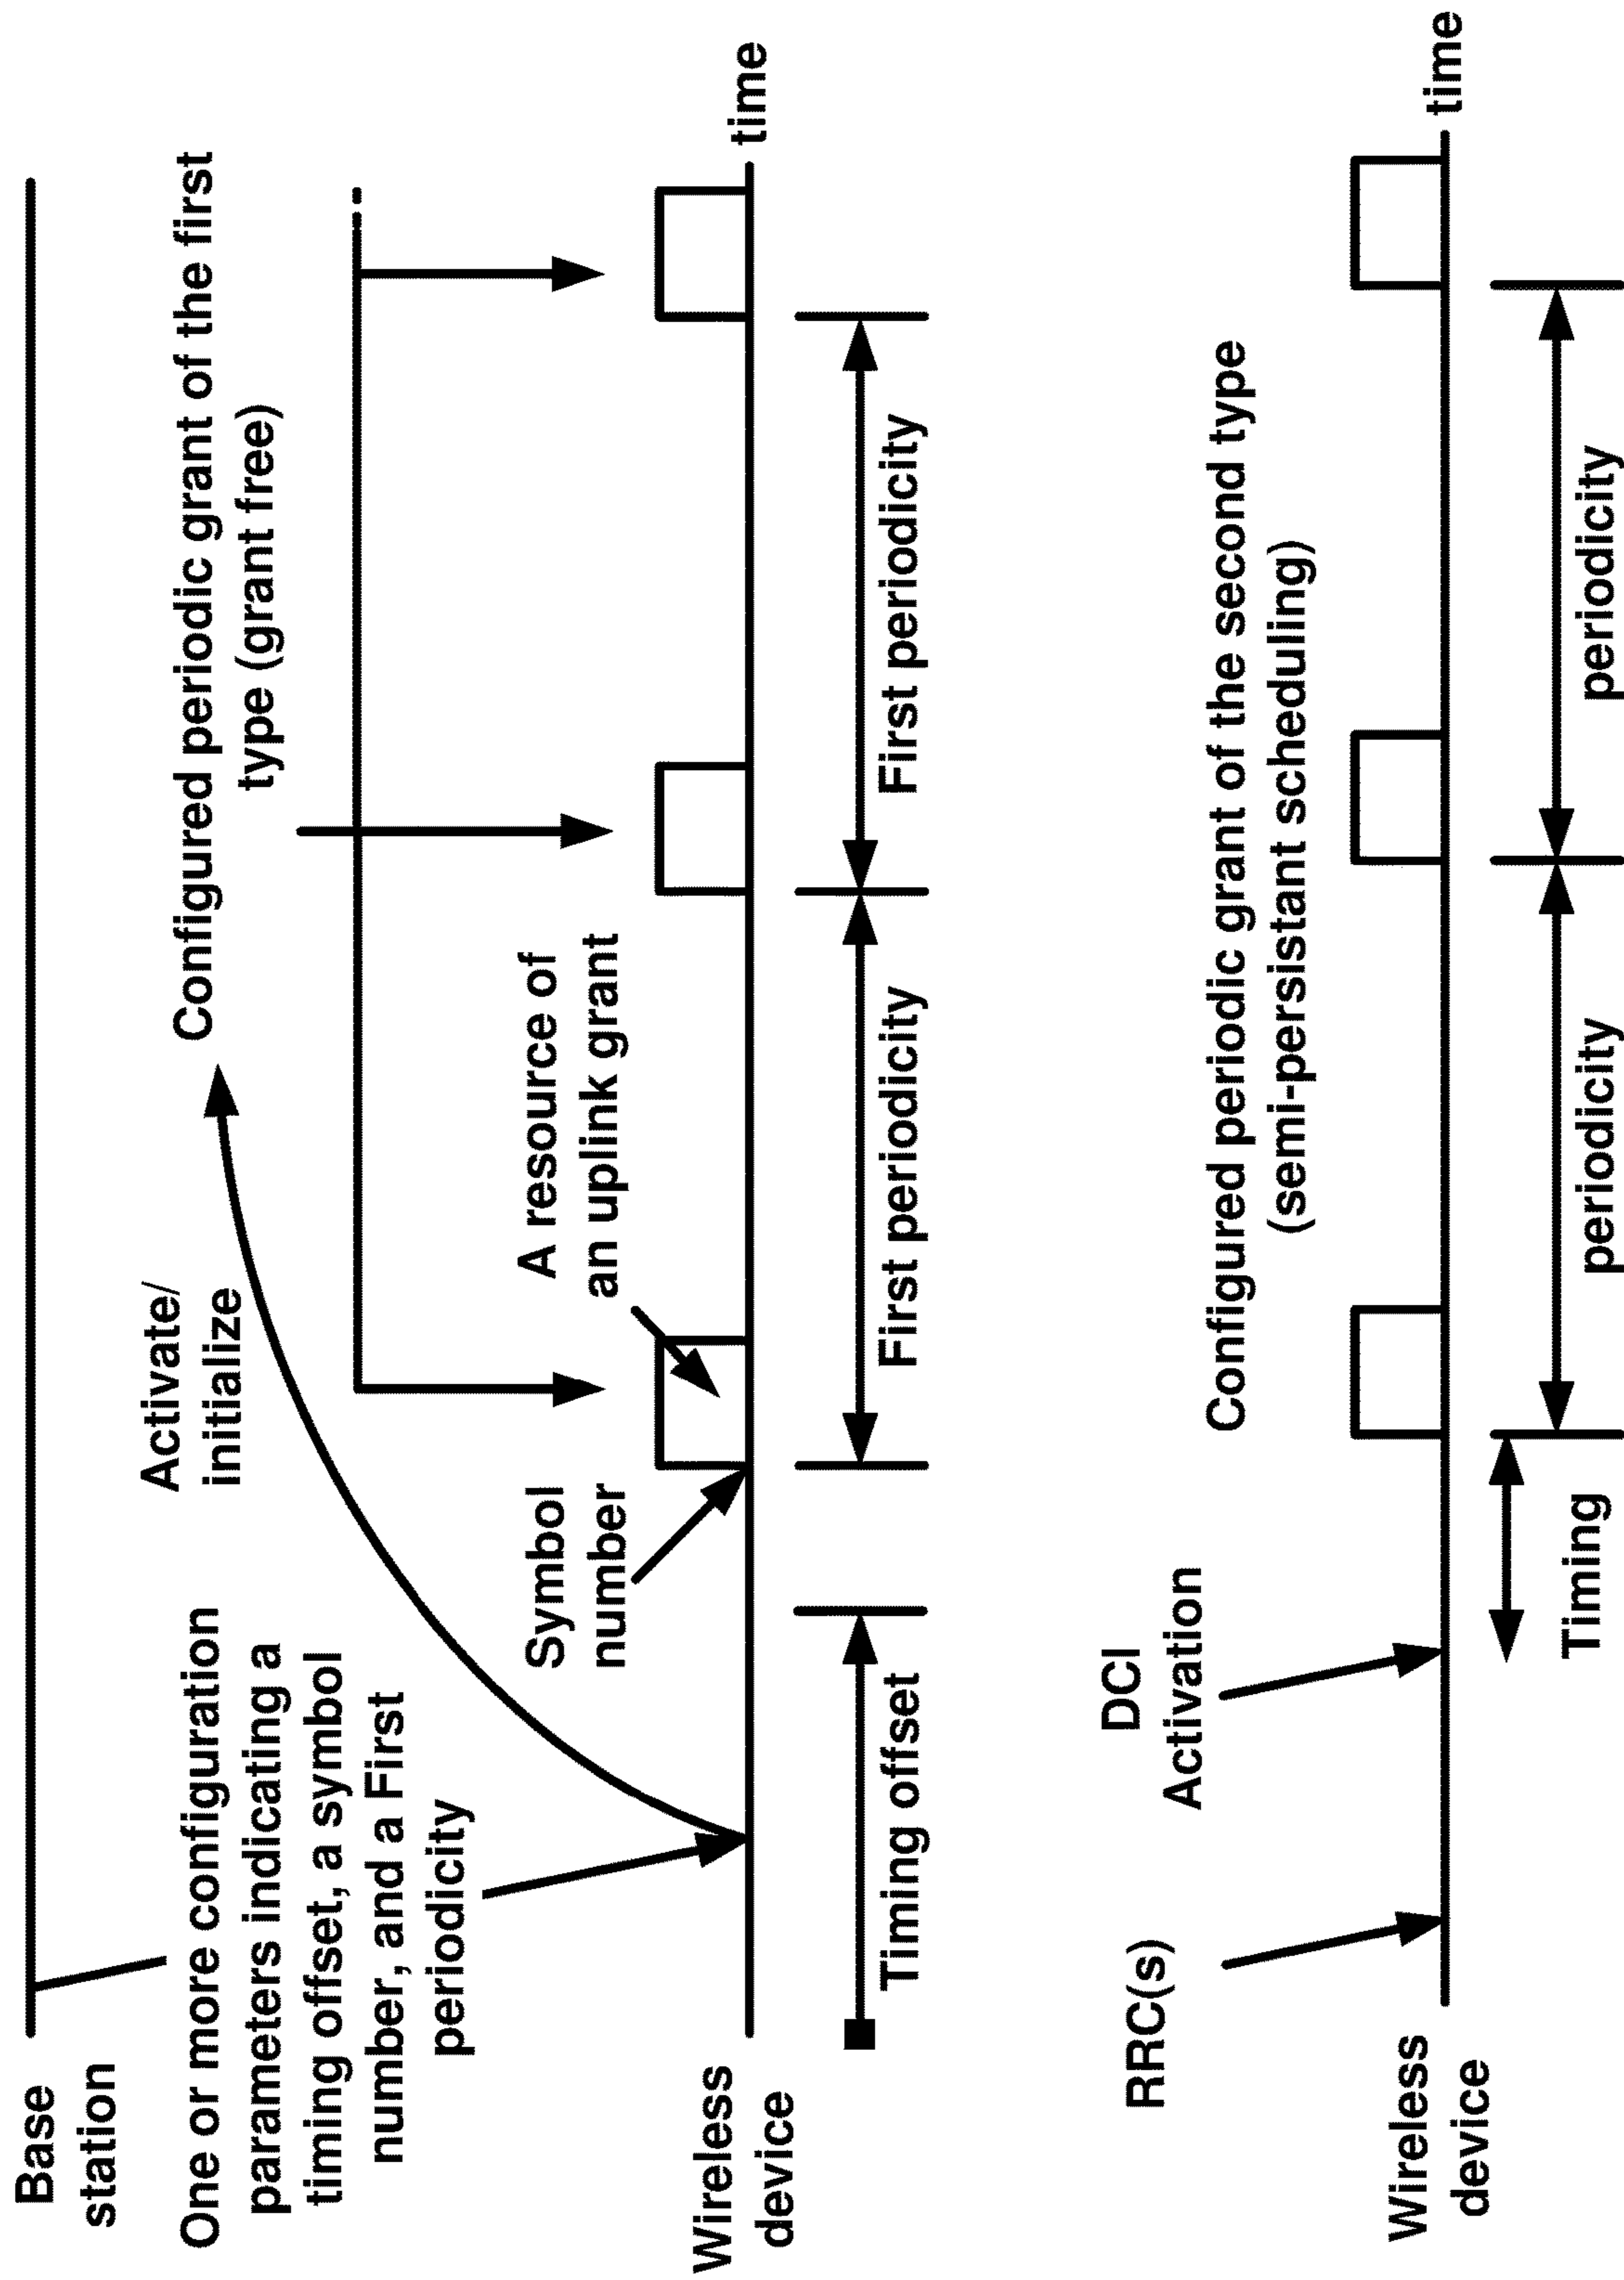 Base
station
One or more configuration
parameters indicating a
timing offset, a symbol
number, and a First
periodicity
Activate/
initialize
Configured periodic grant of the first
type (grant free)
Symbol
number
A resource of
an uplink grant
Wireless
device
time
Timing offset
First periodicity
First periodicity
Configured periodic grant of the second type
(semi-persistant scheduling)
RRC(s)
DCI
Activation
Wireless
device
time
Timing
periodicity
periodicity